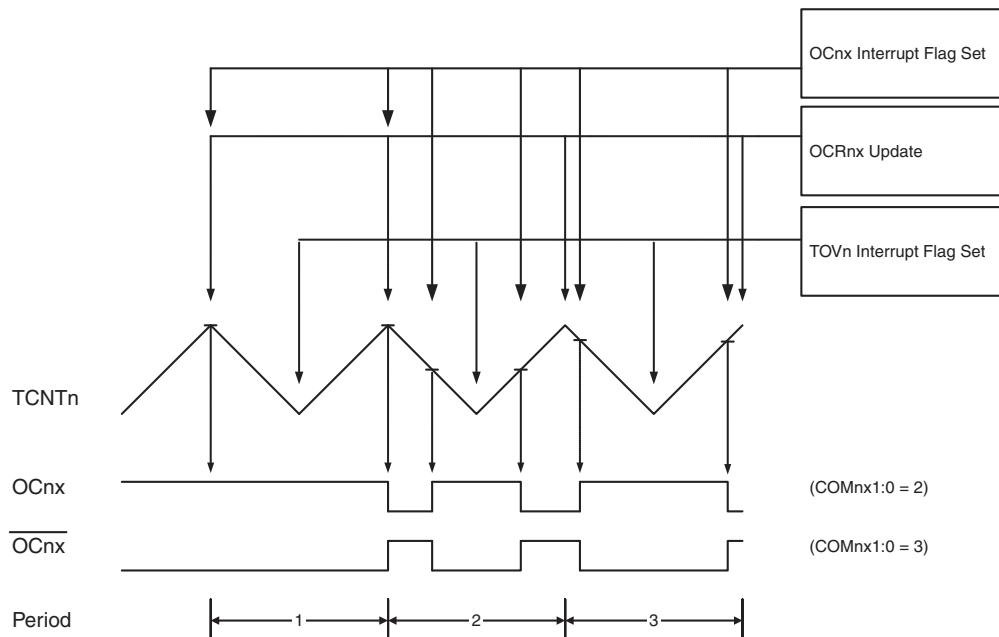 OCnx Interrupt Flag Set
OCRnx Update
TOVn Interrupt Flag Set
TCNTn
OCnx (COMnx1:0 = 2)
OCnx (COMnx1:0 = 3)
Period 1 2 3